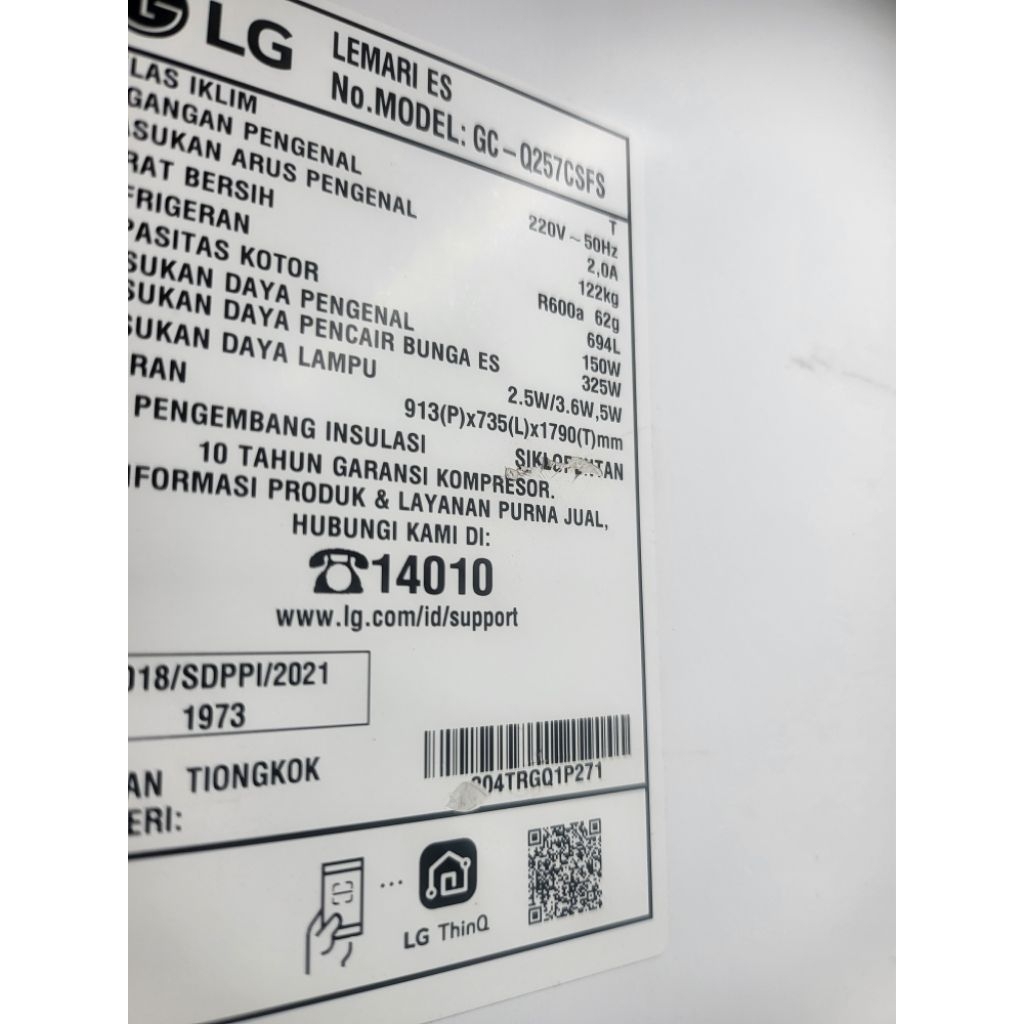 LG
LEMARI ES
No.MODEL: GC-Q257CSFS
LAS IKLIM T
GANGAN PENGENAL 220V~50Hz
SUKAN ARUS PENGENAL 2,0A
RAT BERSIH 122kg
FRIGERAN R600a 62g
PASITAS KOTOR 694L
SUKAN DAYA PENGENAL 150W
SUKAN DAYA PENCAIR BUNGA ES 325W
SUKAN DAYA LAMPU 2.5W/3.6W,5W
RAN 913(P)x735(L)x1790(T)mm
PENGEMBANG INSULASI
10 TAHUN GARANSI KOMPRESOR.
NFORMASI PRODUK & LAYANAN PURNA JUAL,
HUBUNGI KAMI DI:
14010
www.lg.com/id/support
018/SDPPI/2021
1973
AN TIONGKOK
04TRGQ1P271
ERI:
LG ThinQ